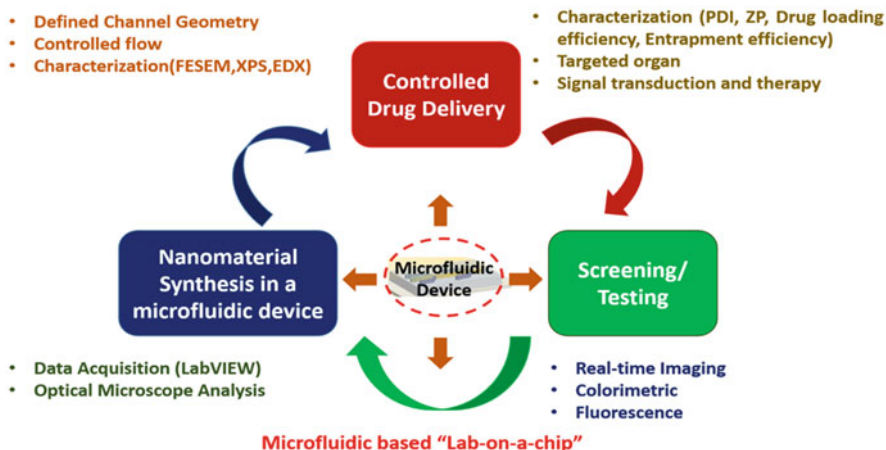 • Defined Channel Geometry
• Controlled flow
• Characterization(FESEM,XPS,EDX)
Controlled
Drug Delivery
• Characterization (PDI, ZP, Drug loading
efficiency, Entrapment efficiency)
• Targeted organ
• Signal transduction and therapy
Nanomaterial
Synthesis in a
microfluidic device
Microfluidic
Device
Screening/
Testing
• Data Acquisition (LabVIEW)
• Optical Microscope Analysis
• Real-time Imaging
• Colorimetric
• Fluorescence
Microfluidic based “Lab-on-a-chip”